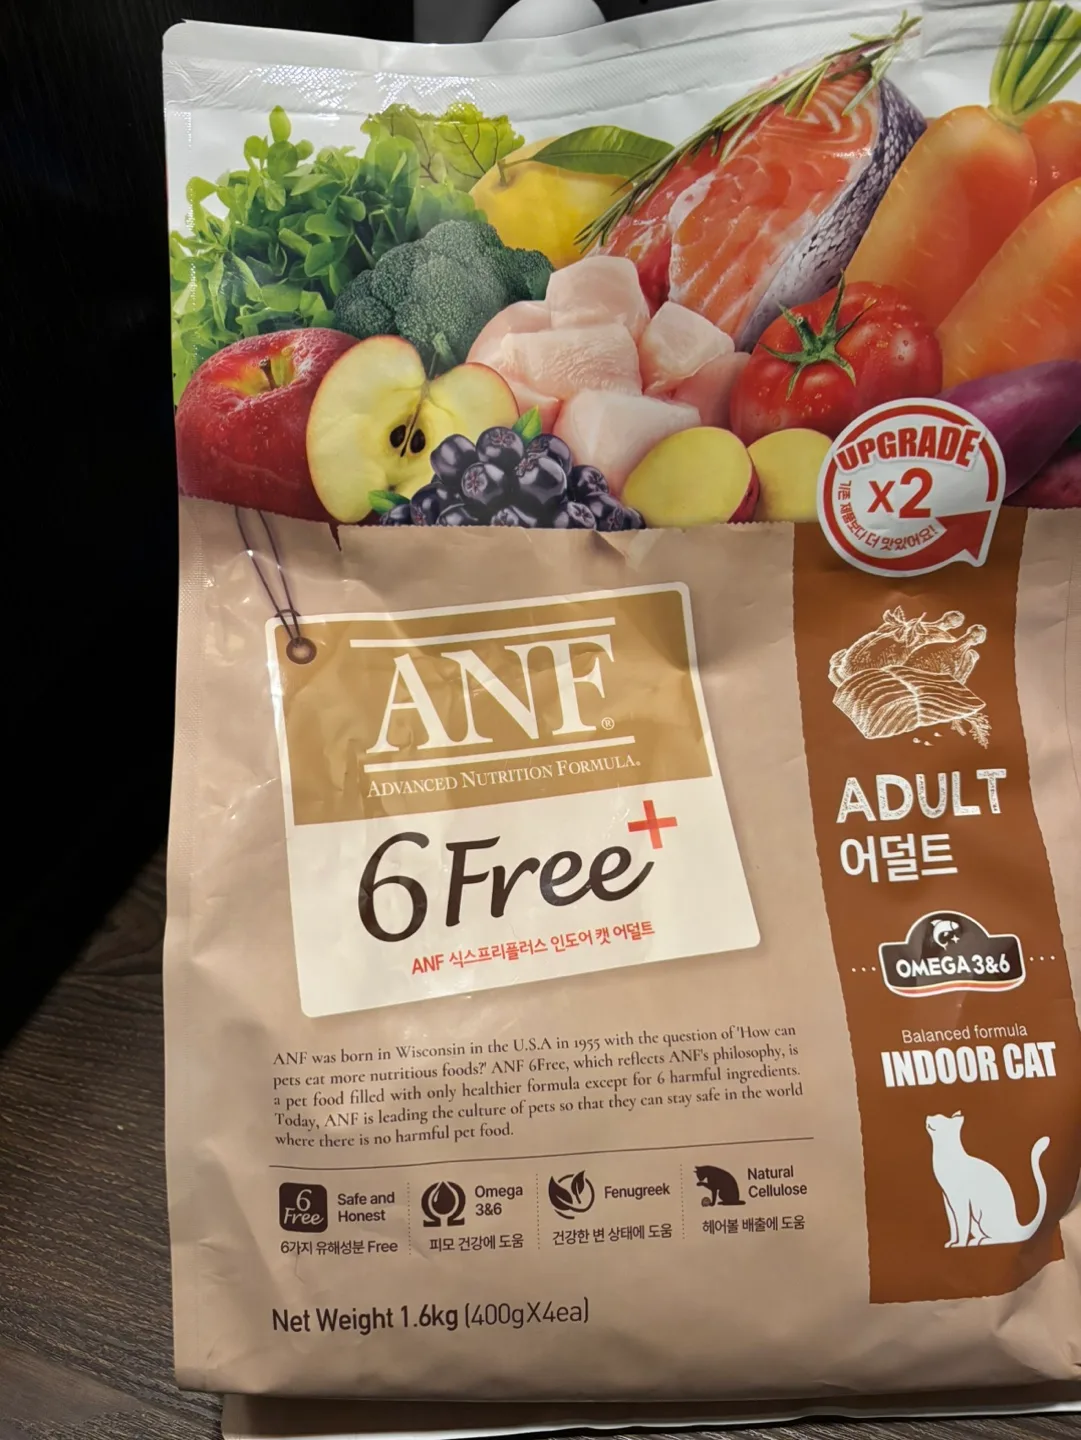 UPGRADE
X2
기존 제품보다 더 맛있어요!
ANF®
ADVANCED NUTRITION FORMULA®
6Free+
ANF 식스프리플러스 인도어 캣 어덜트
ADULT
어덜트
OMEGA 3&6
Balanced formula
INDOOR CAT
ANF was born in Wisconsin in the U.S.A in 1955 with the question of 'How can
pets eat more nutritious foods?' ANF 6Free, which reflects ANF's philosophy, is
a pet food filled with only healthier formula except for 6 harmful ingredients.
Today, ANF is leading the culture of pets so that they can stay safe in the world
where there is no harmful pet food.
6
Free
Safe and
Honest
6가지 유해성분 Free
Omega
3&6
피모 건강에 도움
Fenugreek
건강한 변 상태에 도움
Natural
Cellulose
헤어볼 배출에 도움
Net Weight 1.6kg (400gX4ea)